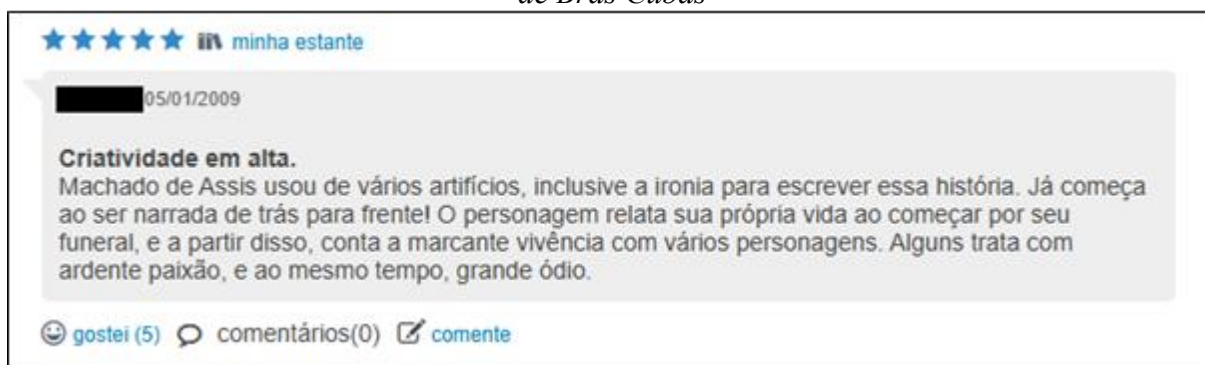 de Brás Cubas
minha estante
05/01/2009
Criatividade em alta.
Machado de Assis usou de vários artifícios, inclusive a ironia para escrever essa história. Já começa
ao ser narrada de trás para frente! O personagem relata sua própria vida ao começar por seu
funeral, e a partir disso, conta a marcante vivência com vários personagens. Alguns trata com
ardente paixão, e ao mesmo tempo, grande ódio.
gostei (5) comentários(0) comente